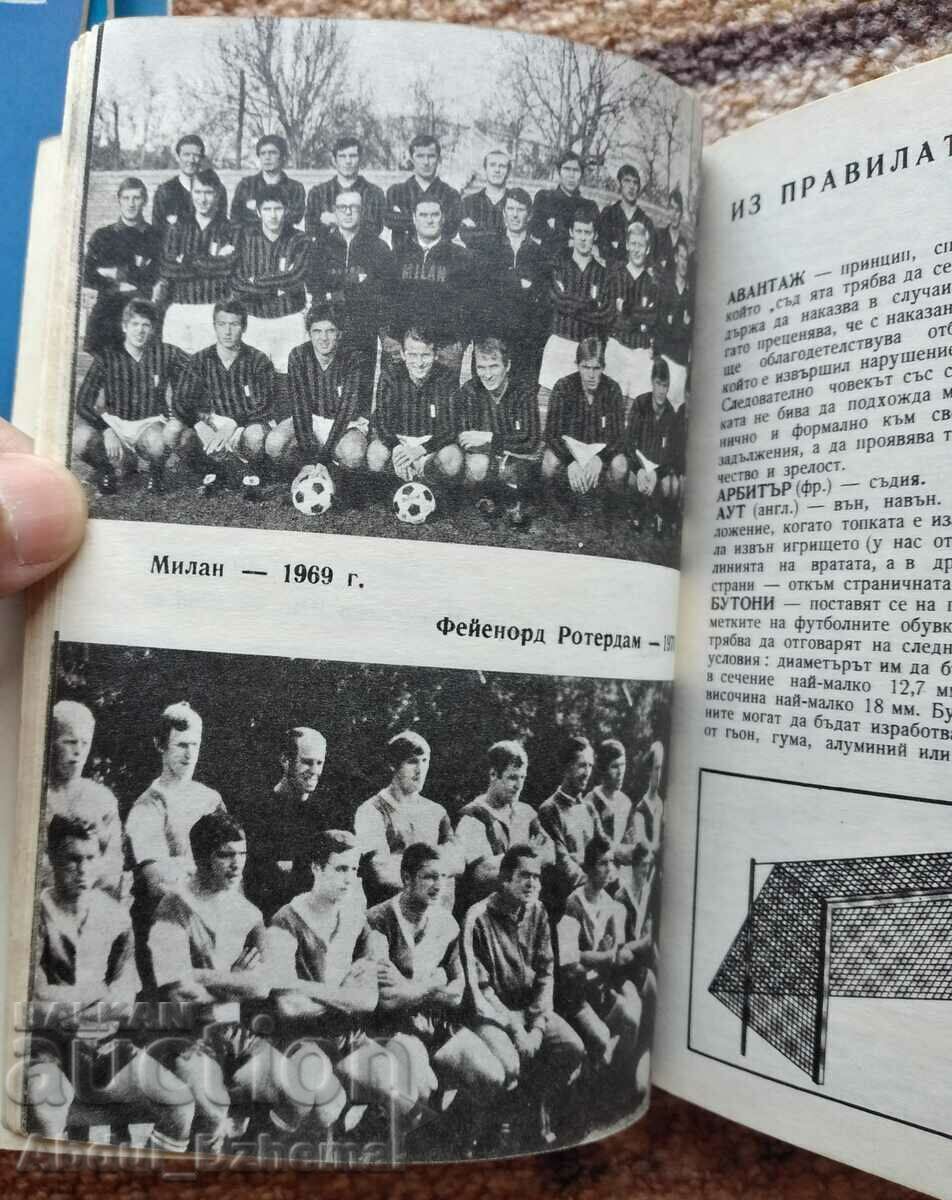 MILAN
Милан — 1969 г.
Фейенорд Ротердам —
ИЗ ПРАВИЛАТ
АВАНТАЖ — принцип,
който съд ята трябва да се
държа да наказва в случаи
гато преценява, че с наказан
ще облагодетелствува
който е извършил нарушение
Следователно човекът със
ката не бива да подхожда
нично и формално към
задължения, а да проявява
чество и зрелост.
АРБИТЪР (фр.) — съдия.
АУТ (англ.) — вън, навън.
ложение, когато топката е из
ла извън игрището (у нас от
линията на вратата, а в др
страни — откъм страничната
БУТОНИ — поставят се на
метките на футболните обувк
трябва да отговарят на следн
условия: диаметърът им да б
в сечение най-малко 12,7 м
височина най-малко 18 мм. Бу
ните могат да бъдат изработва
от гьон, гума, алуминий или
BALKAN
auction
Abdul_Dzhema